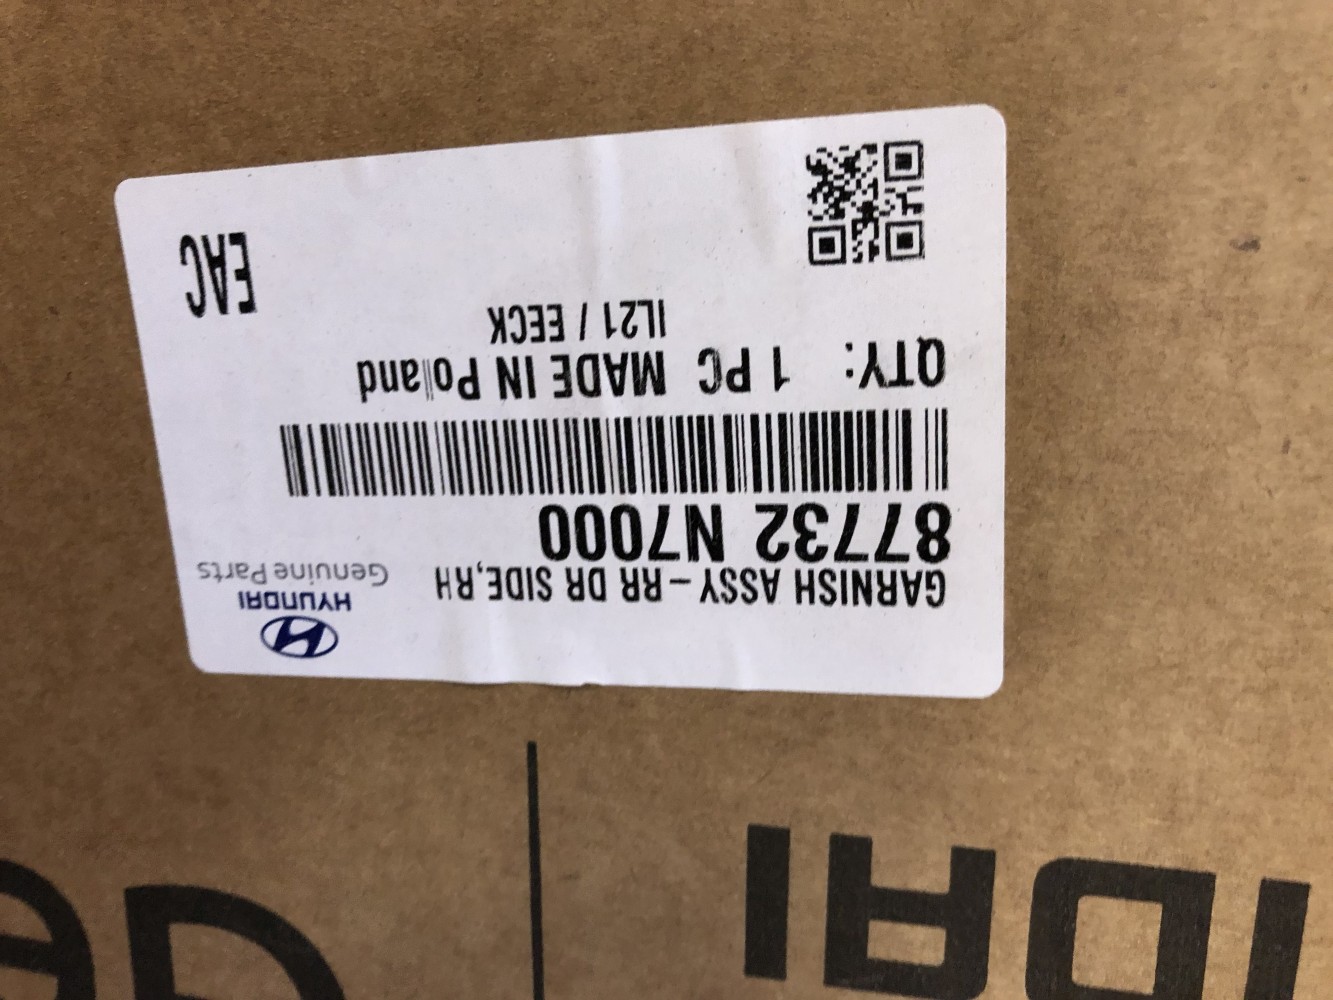 GARNISH ASSY-RR DR SIDE,RH
HYUNDAI
Genuine Parts
87732 N7000
QTY: 1 PC MADE IN Poland
IL21 / EECK
EAC